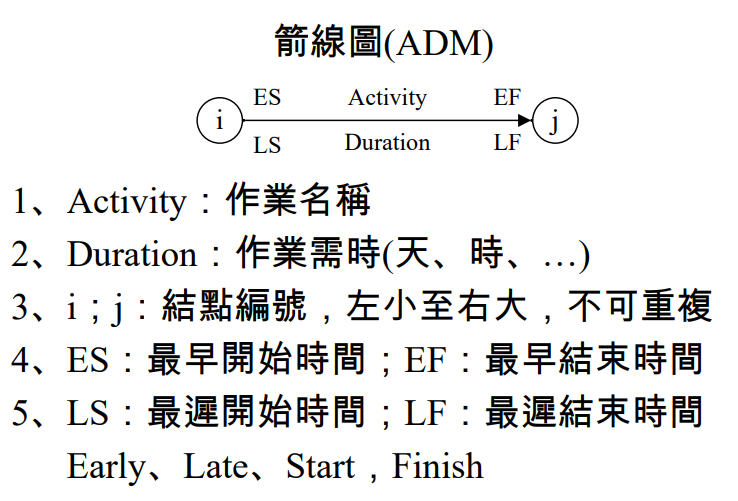 箭線圖(ADM)
ES Activity EF
i j
LS Duration LF
1、Activity：作業名稱
2、Duration：作業需時(天、時、…)
3、i；j：結點編號，左小至右大，不可重複
4、ES：最早開始時間；EF：最早結束時間
5、LS：最遲開始時間；LF：最遲結束時間
Early、Late、Start，Finish